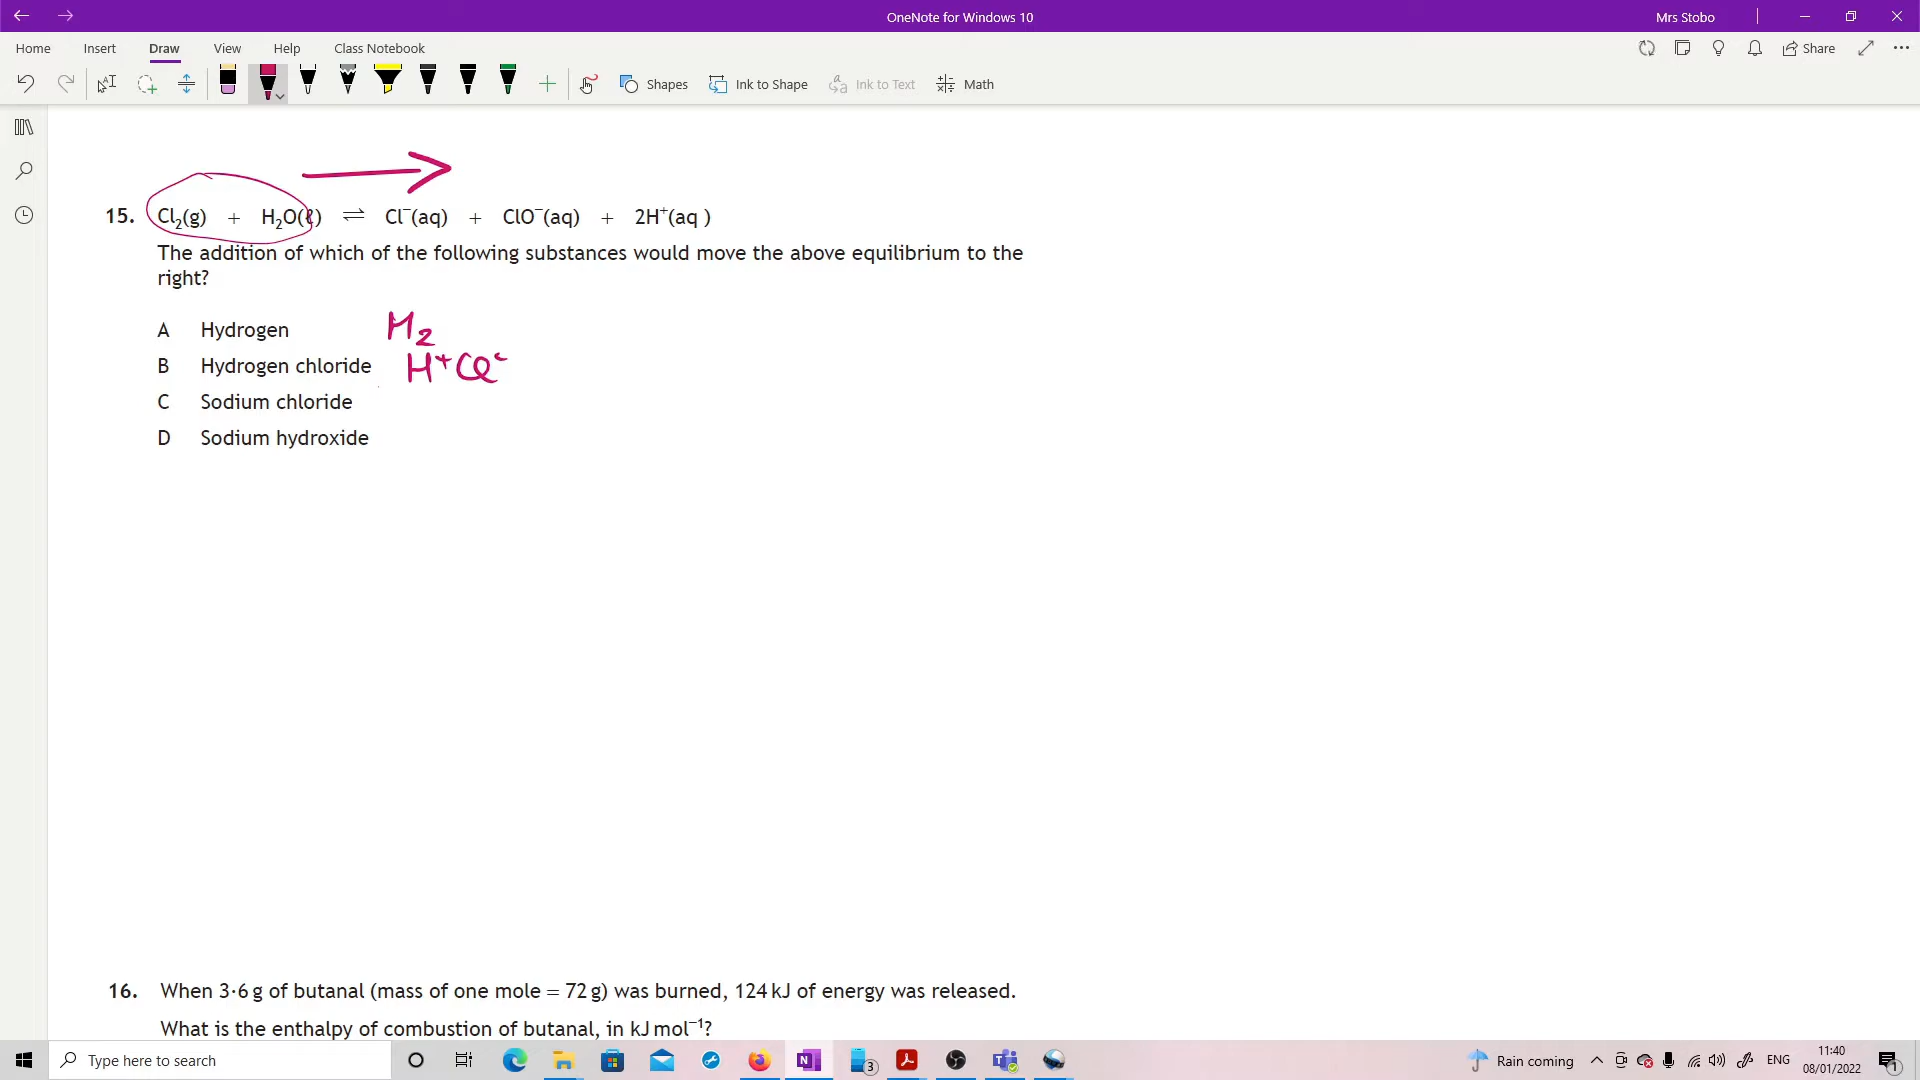 OneNote for Windows 10
Mrs Stobo
Home Insert Draw View Help Class Notebook
Share
Shapes Ink to Shape Ink to Text Math
15. Cl₂(g) + H₂O(ℓ) ⇌ Cl⁻(aq) + ClO⁻(aq) + 2H⁺(aq )
The addition of which of the following substances would move the above equilibrium to the
right?
A Hydrogen H₂
B Hydrogen chloride H⁺Cl⁻
C Sodium chloride
D Sodium hydroxide
16. When 3·6 g of butanal (mass of one mole = 72 g) was burned, 124 kJ of energy was released.
What is the enthalpy of combustion of butanal, in kJ mol⁻¹?
Type here to search
3
Rain coming
ENG
11:40
08/01/2022
1